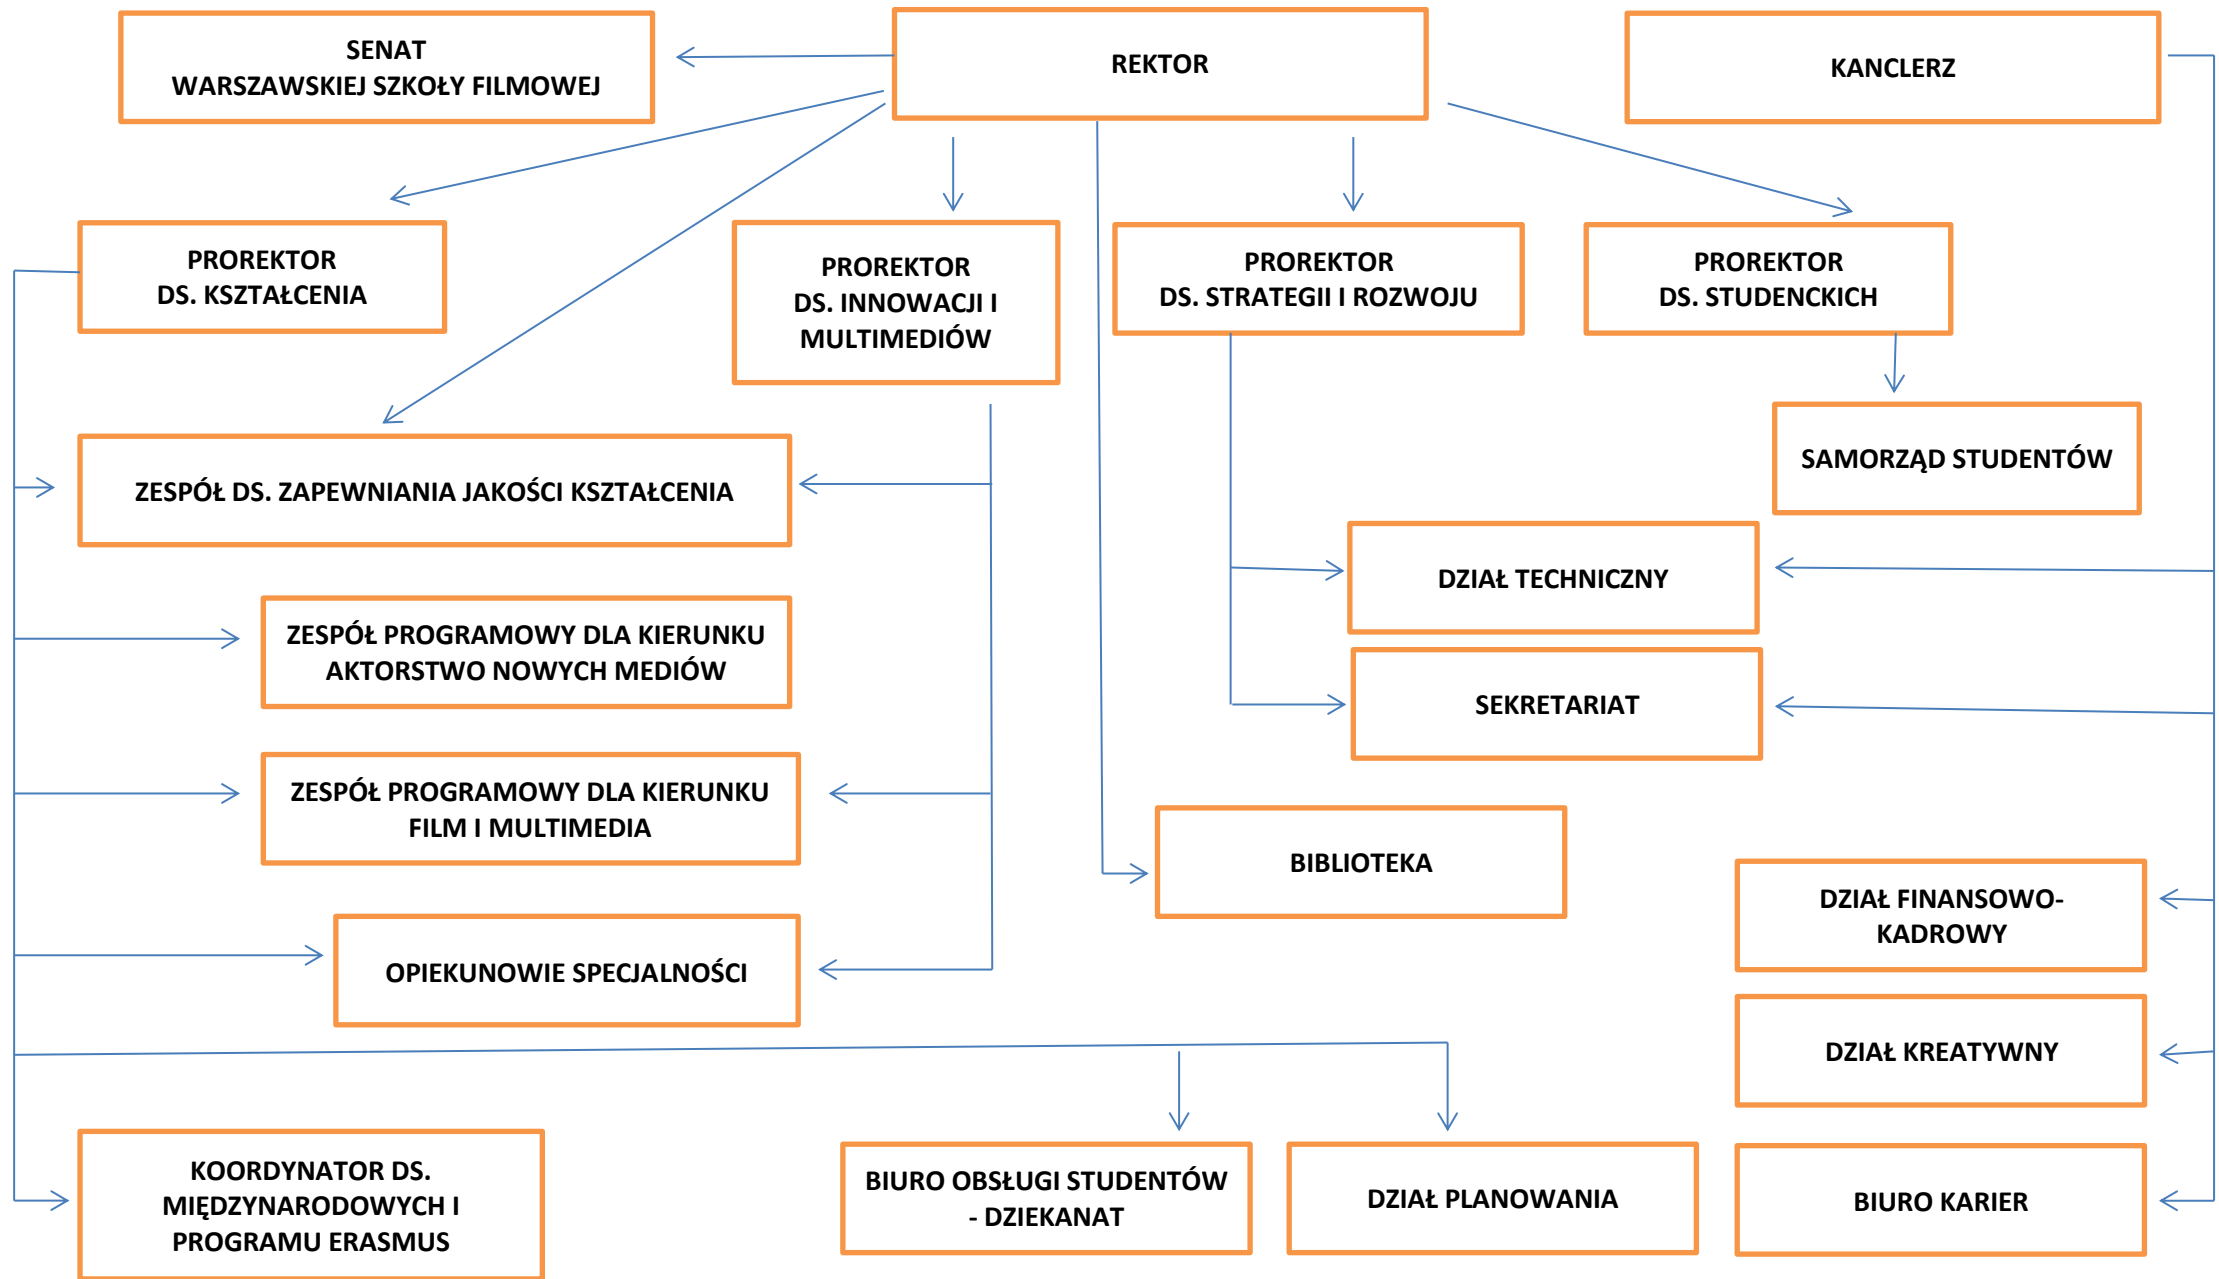 SENAT
WARSZAWSKIEJ SZKOŁY FILMOWEJ
REKTOR
KANCLERZ
PROREKTOR
DS. KSZTAŁCENIA
PROREKTOR
DS. INNOWACJI I
MULTIMEDIÓW
PROREKTOR
DS. STRATEGII I ROZWOJU
PROREKTOR
DS. STUDENCKICH
SAMORZĄD STUDENTÓW
ZESPÓŁ DS. ZAPEWNIANIA JAKOŚCI KSZTAŁCENIA
DZIAŁ TECHNICZNY
ZESPÓŁ PROGRAMOWY DLA KIERUNKU
AKTORSTWO NOWYCH MEDIÓW
SEKRETARIAT
ZESPÓŁ PROGRAMOWY DLA KIERUNKU
FILM I MULTIMEDIA
BIBLIOTEKA
DZIAŁ FINANSOWO-
KADROWY
OPIEKUNOWIE SPECJALNOŚCI
DZIAŁ KREATYWNY
KOORDYNATOR DS.
MIĘDZYNARODOWYCH I
PROGRAMU ERASMUS
BIURO OBSŁUGI STUDENTÓW
- DZIEKANAT
DZIAŁ PLANOWANIA
BIURO KARIER